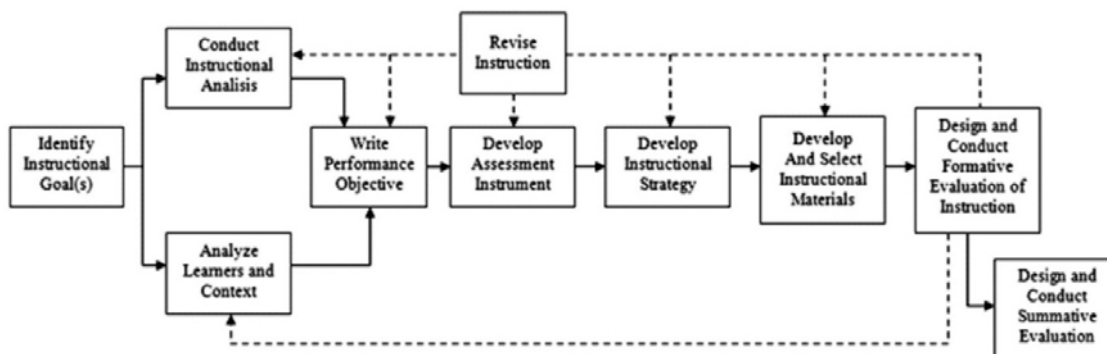 Conduct
Instructional
Analisis
Revise
Instruction
Identify
Instructional
Goal(s)
Write
Performance
Objective
Develop
Assessment
Instrument
Develop
Instructional
Strategy
Develop
And Select
Instructional
Materials
Design and
Conduct
Formative
Evaluation of
Instruction
Analyze
Learners and
Context
Design and
Conduct
Summative
Evaluation